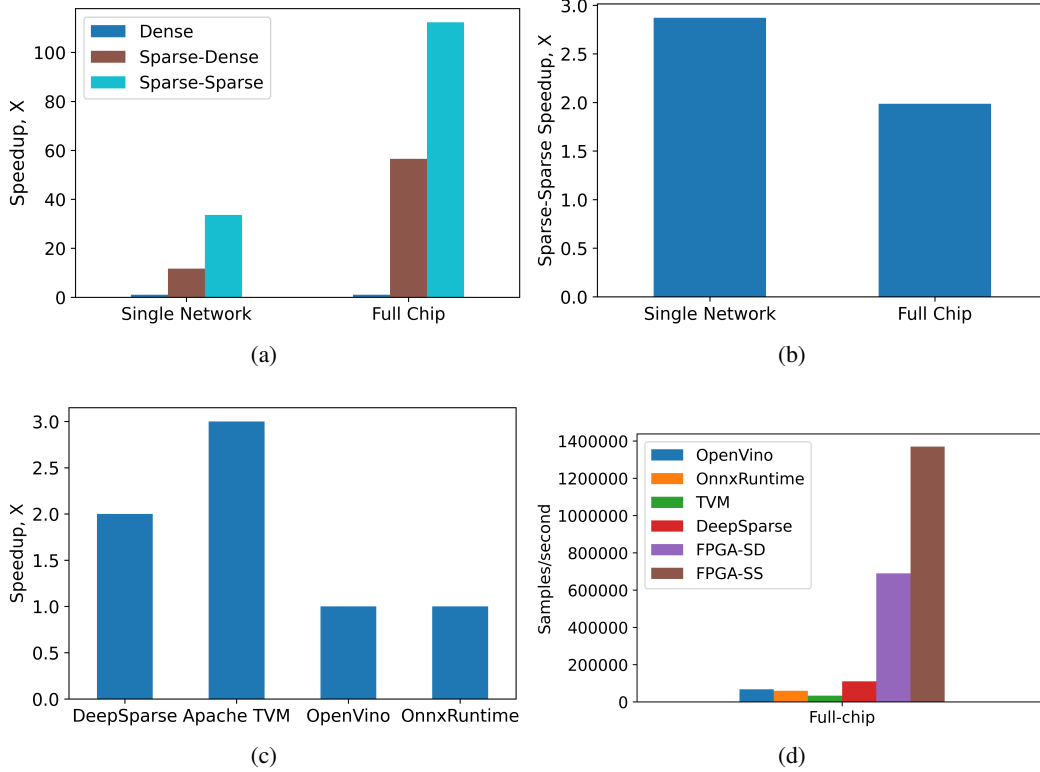 Speedup, X
100
80
60
40
20
0
Dense
Sparse-Dense
Sparse-Sparse
Single Network
Full Chip
(a)
Sparse-Sparse Speedup, X
3.0
2.5
2.0
1.5
1.0
0.5
0.0
Single Network
Full Chip
(b)
Speedup, X
3.0
2.5
2.0
1.5
1.0
0.5
0.0
DeepSparse
Apache TVM
OpenVino
OnnxRuntime
(c)
Samples/second
1400000
1200000
1000000
800000
600000
400000
200000
0
OpenVino
OnnxRuntime
TVM
DeepSparse
FPGA-SD
FPGA-SS
Full-chip
(d)